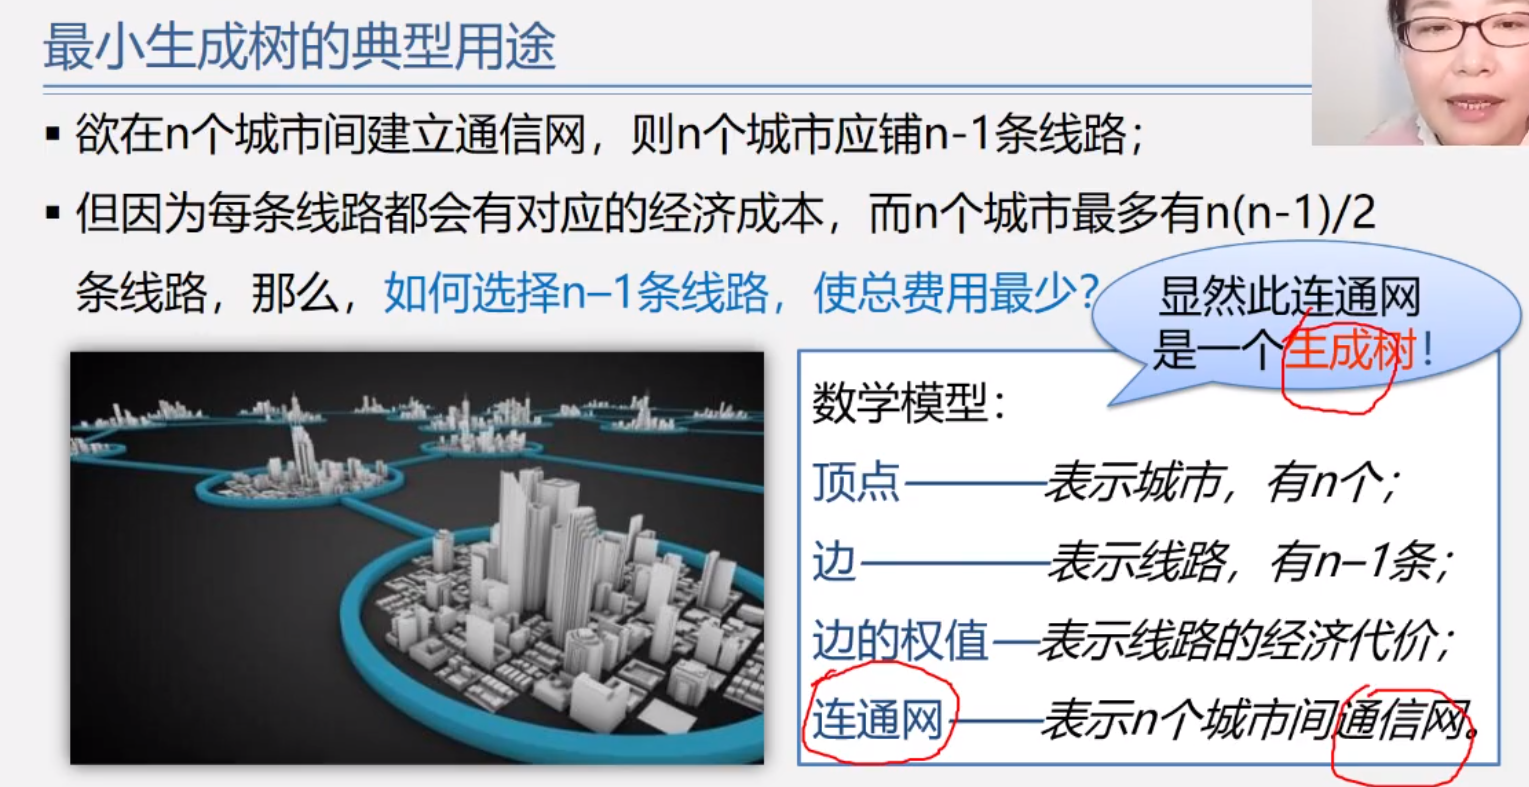 最小生成树的典型用途
▪ 欲在n个城市间建立通信网，则n个城市应铺n-1条线路；
▪ 但因为每条线路都会有对应的经济成本，而n个城市最多有n(n-1)/2
条线路，那么，如何选择n–1条线路，使总费用最少？
显然此连通网
是一个生成树！
数学模型：
顶点———表示城市，有n个；
边————表示线路，有n–1条；
边的权值—表示线路的经济代价；
连通网——表示n个城市间通信网。